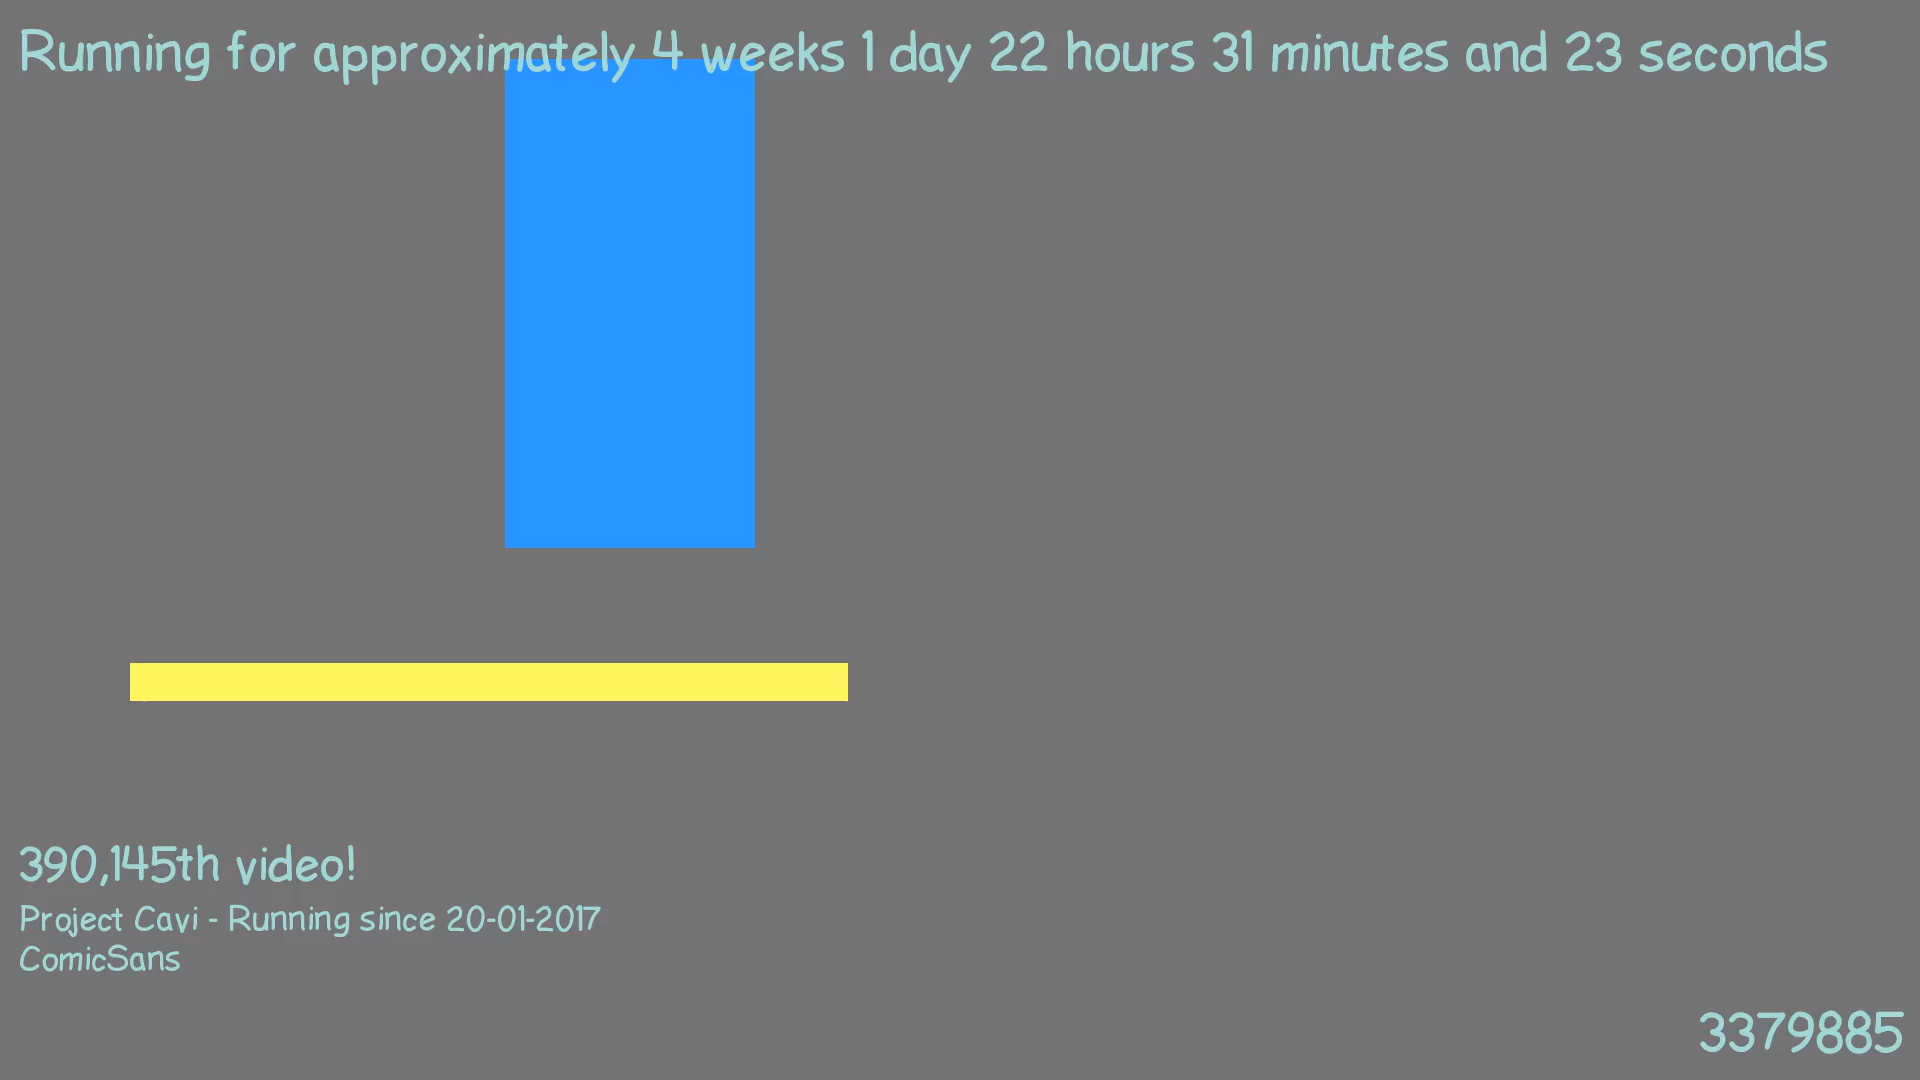 Running for approximately 4 weeks 1 day 22 hours 31 minutes and 23 seconds
390,145th video!
Project Cavi - Running since 20-01-2017
ComicSans
3379885